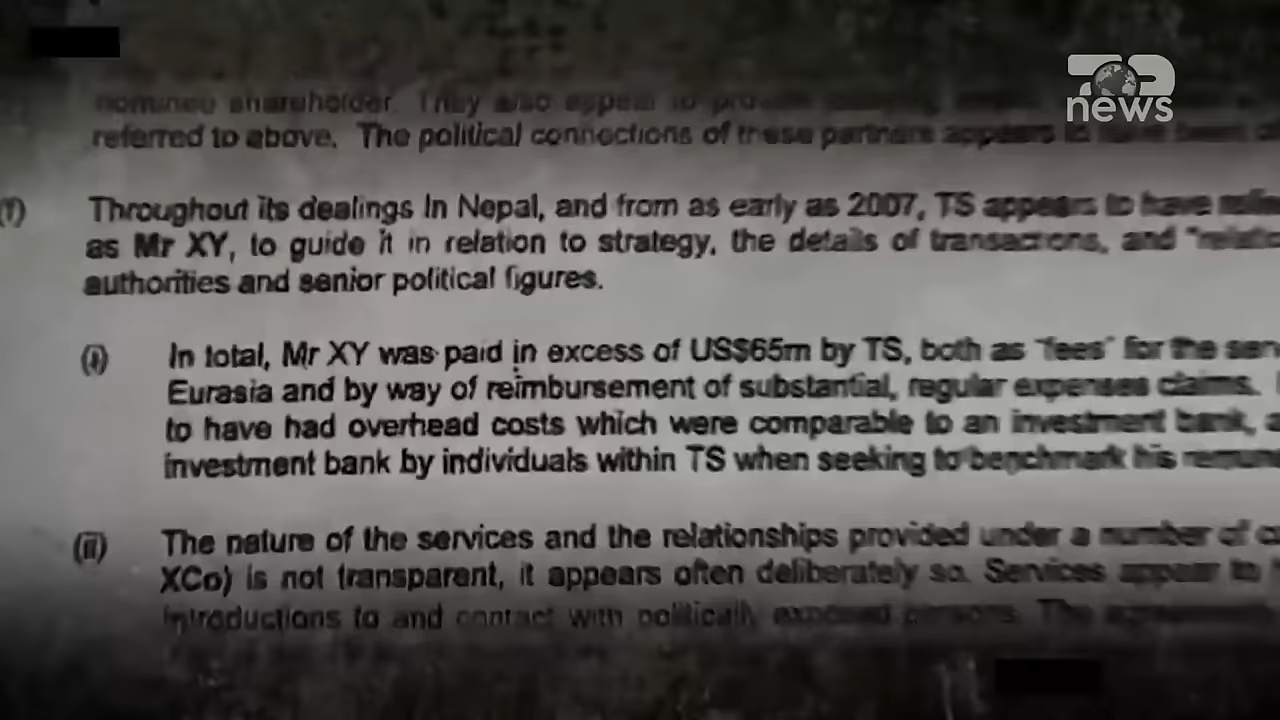 news
nominee shareholder. They also appear to
referred to above. The political connections of these partners appears to have been
(f) Throughout its dealings in Nepal, and from as early as 2007, TS appears to have
as Mr XY, to guide it in relation to strategy, the details of transactions, and
authorities and senior political figures.
(i) In total, Mr XY was paid in excess of US$65m by TS, both as "fees" for the
Eurasia and by way of reimbursement of substantial, regular expenses claims.
to have had overhead costs which were comparable to an investment bank,
investment bank by individuals within TS when seeking to benchmark his
(ii) The nature of the services and the relationships provided under a number of
XCo) is not transparent, it appears often deliberately so. Services appear to
introductions to and contact with politically exposed persons. The